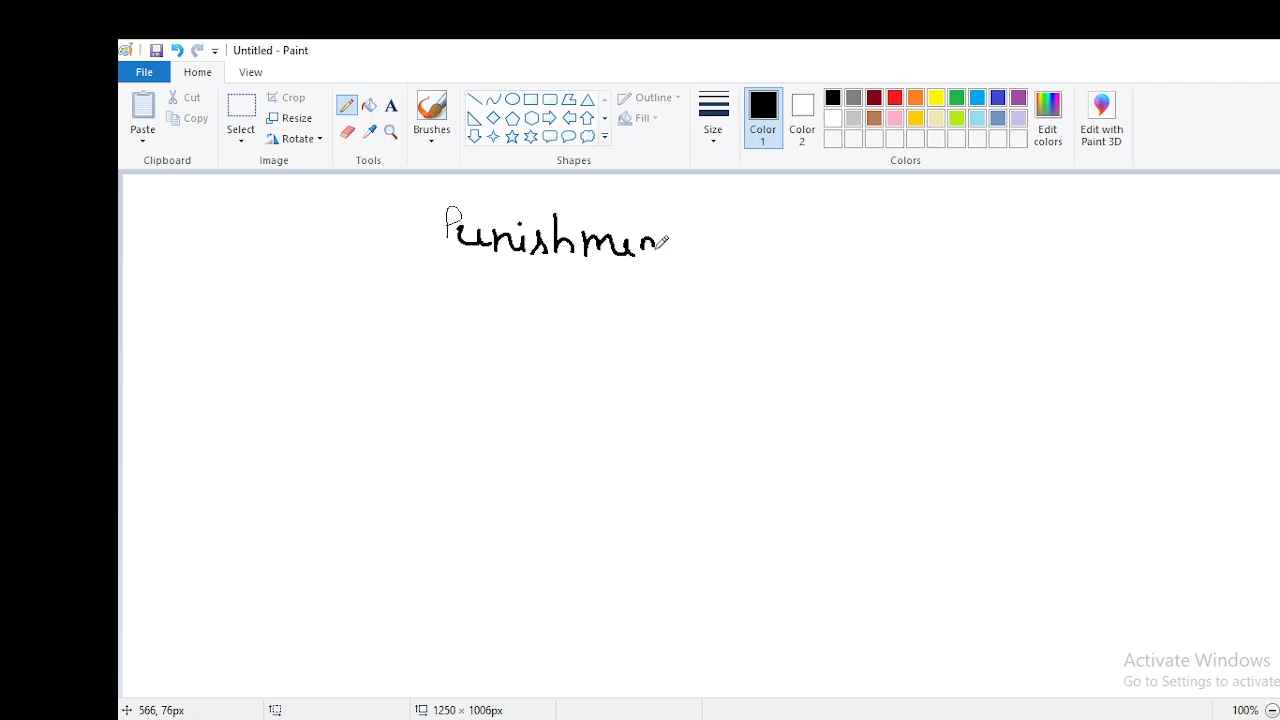 Untitled - Paint
File Home View
Paste Cut Copy Clipboard
Select Crop Resize Rotate Image
Tools
Brushes
Outline Fill Shapes
Size
Color 1 Color 2 Edit colors Colors
Edit with Paint 3D
Punishmen
Activate Windows
Go to Settings to activate
566, 76px 1250 × 1006px 100%